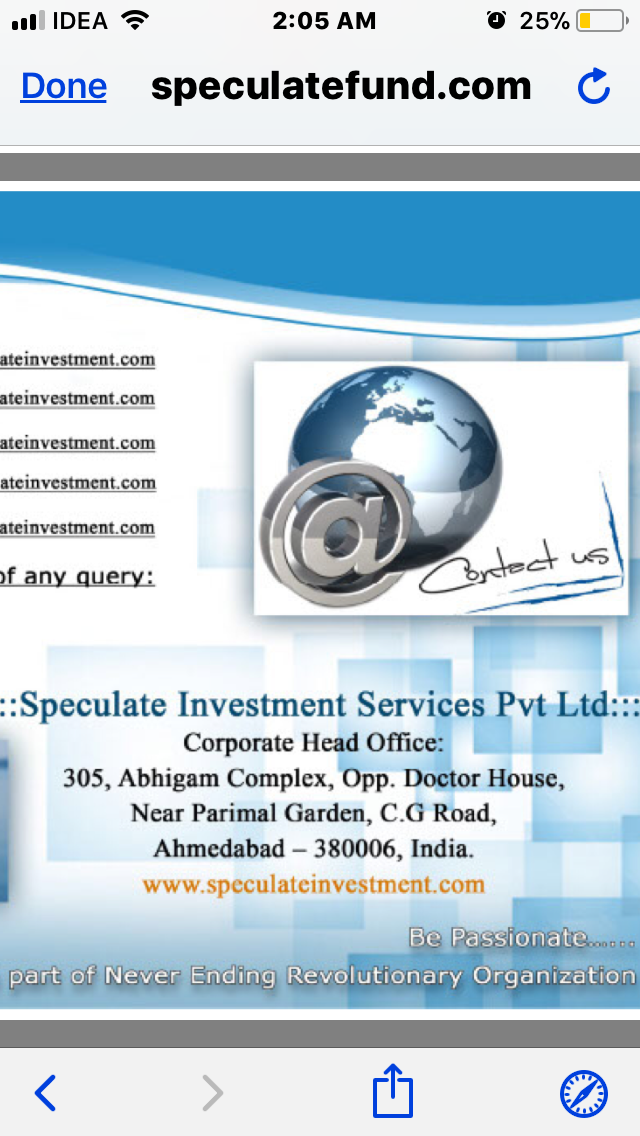 IDEA 2:05 AM 25%
Done speculatefund.com
ateinvestment.com
ateinvestment.com
ateinvestment.com
ateinvestment.com
ateinvestment.com
of any query:
@
Contact us
::Speculate Investment Services Pvt Ltd:::
Corporate Head Office:
305, Abhigam Complex, Opp. Doctor House,
Near Parimal Garden, C.G Road,
Ahmedabad – 380006, India.
www.speculateinvestment.com
Be Passionate......
part of Never Ending Revolutionary Organization